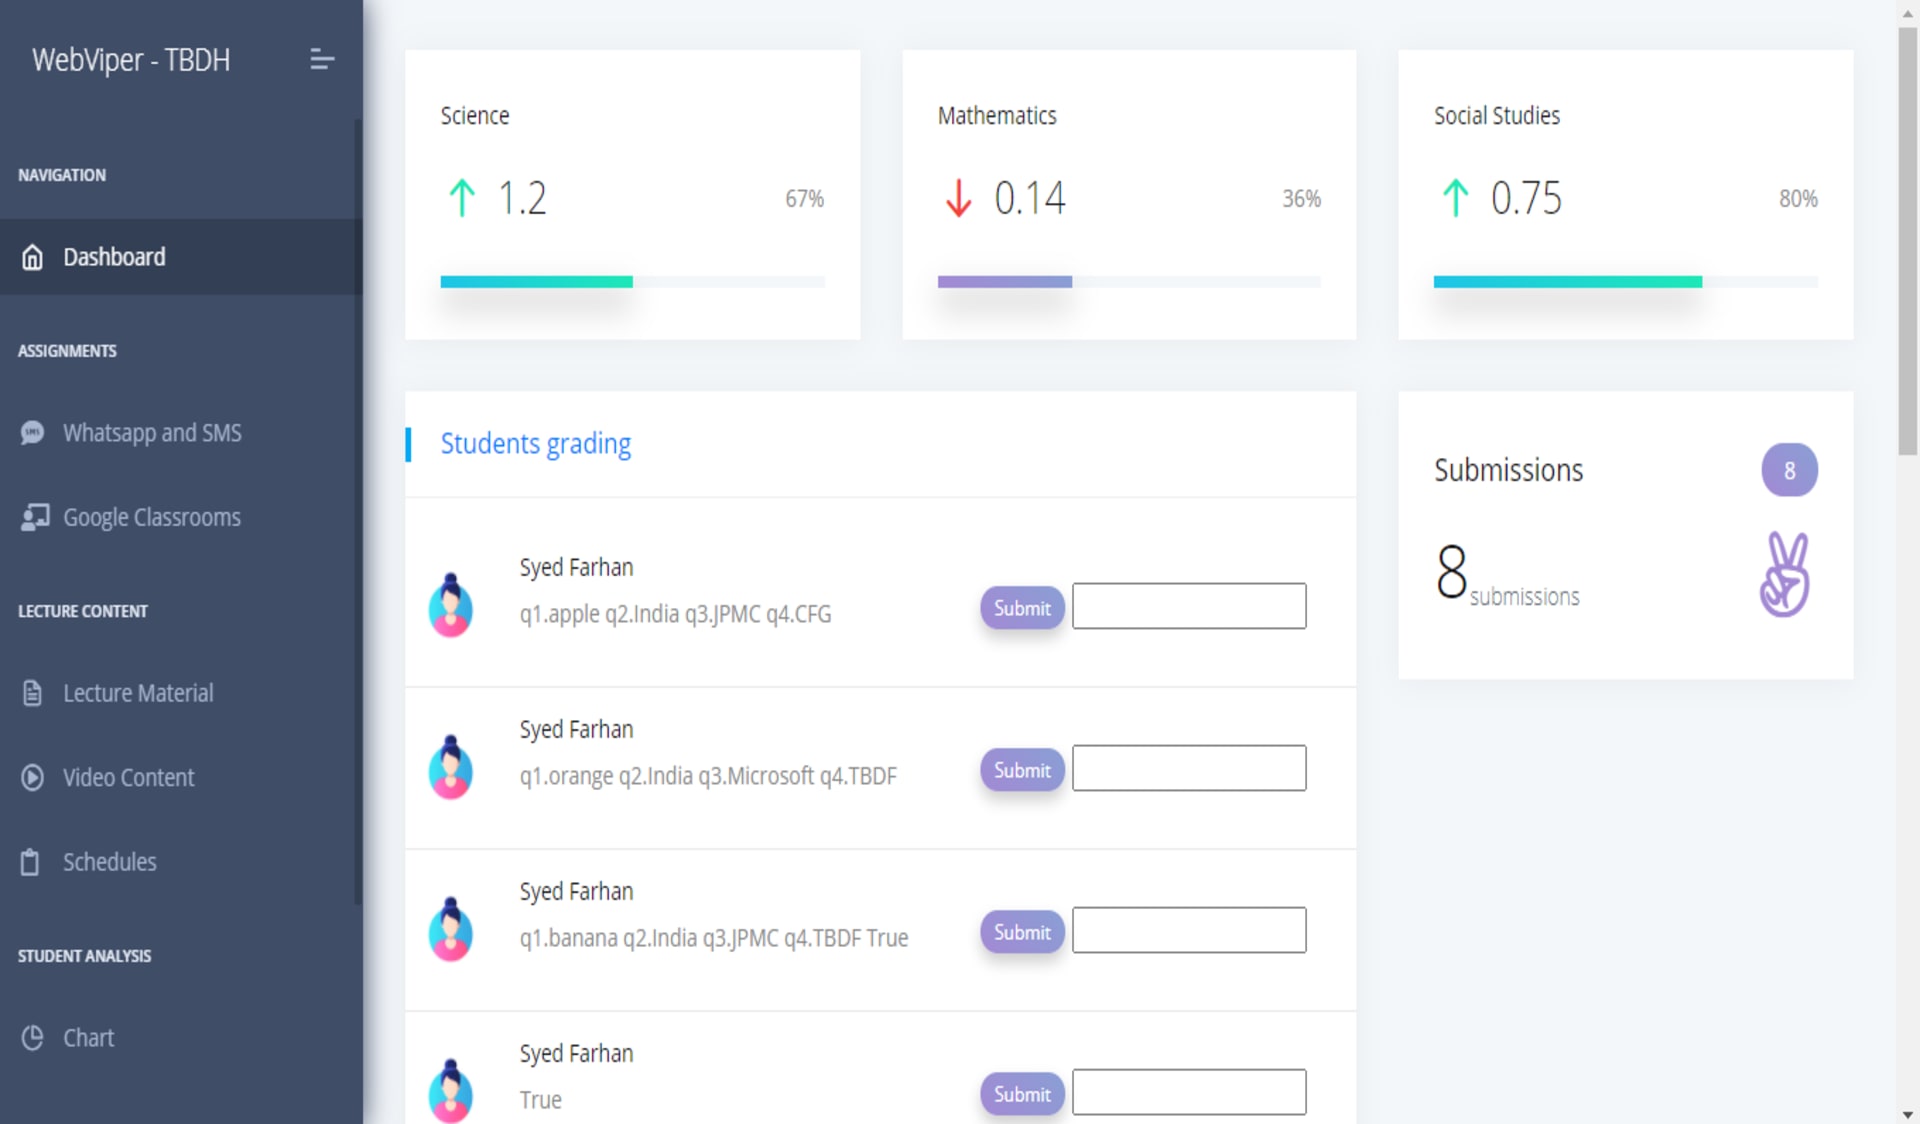 WebViper - TBDH
NAVIGATION
Dashboard
ASSIGNMENTS
Whatsapp and SMS
Google Classrooms
LECTURE CONTENT
Lecture Material
Video Content
Schedules
STUDENT ANALYSIS
Chart
Science
1.2 67%
Mathematics
0.14 36%
Social Studies
0.75 80%
Students grading
Syed Farhan
q1.apple q2.India q3.JPMC q4.CFG
Submit
Syed Farhan
q1.orange q2.India q3.Microsoft q4.TBDF
Submit
Syed Farhan
q1.banana q2.India q3.JPMC q4.TBDF True
Submit
Syed Farhan
True
Submit
Submissions 8
8 submissions